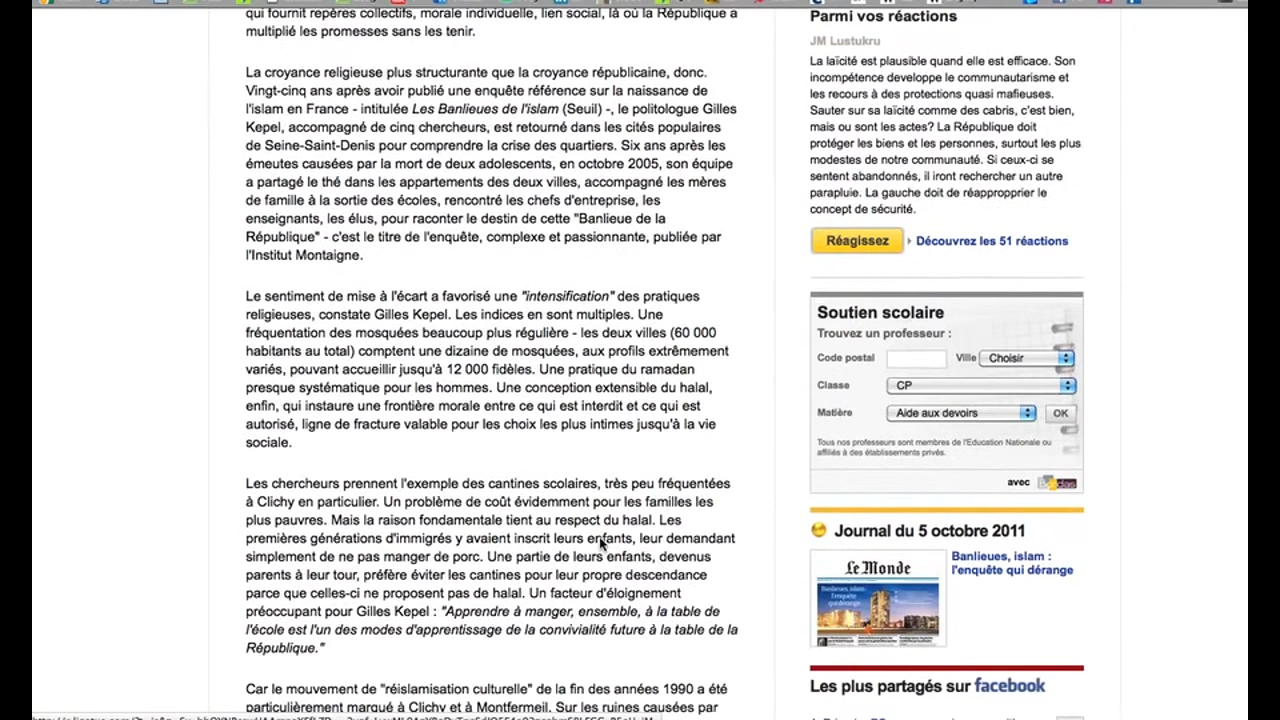 qui fournit repères collectifs, morale individuelle, lien social, là où la République a
multiplié les promesses sans les tenir.
La croyance religieuse plus structurante que la croyance républicaine, donc.
Vingt-cinq ans après avoir publié une enquête référence sur la naissance de
l'islam en France - intitulée Les Banlieues de l'islam (Seuil) -, le politologue Gilles
Kepel, accompagné de cinq chercheurs, est retourné dans les cités populaires
de Seine-Saint-Denis pour comprendre la crise des quartiers. Six ans après les
émeutes causées par la mort de deux adolescents, en octobre 2005, son équipe
a partagé le thé dans les appartements des deux villes, accompagné les mères
de famille à la sortie des écoles, rencontré les chefs d'entreprise, les
enseignants, les élus, pour raconter le destin de cette "Banlieue de la
République" - c'est le titre de l'enquête, complexe et passionnante, publiée par
l'Institut Montaigne.
Le sentiment de mise à l'écart a favorisé une "intensification" des pratiques
religieuses, constate Gilles Kepel. Les indices en sont multiples. Une
fréquentation des mosquées beaucoup plus régulière - les deux villes (60 000
habitants au total) comptent une dizaine de mosquées, aux profils extrêmement
variés, pouvant accueillir jusqu'à 12 000 fidèles. Une pratique du ramadan
presque systématique pour les hommes. Une conception extensible du halal,
enfin, qui instaure une frontière morale entre ce qui est interdit et ce qui est
autorisé, ligne de fracture valable pour les choix les plus intimes jusqu'à la vie
sociale.
Les chercheurs prennent l'exemple des cantines scolaires, très peu fréquentées
à Clichy en particulier. Un problème de coût évidemment pour les familles les
plus pauvres. Mais la raison fondamentale tient au respect du halal. Les
premières générations d'immigrés y avaient inscrit leurs enfants, leur demandant
simplement de ne pas manger de porc. Une partie de leurs enfants, devenus
parents à leur tour, préfère éviter les cantines pour leur propre descendance
parce que celles-ci ne proposent pas de halal. Un facteur d'éloignement
préoccupant pour Gilles Kepel : "Apprendre à manger, ensemble, à la table de
l'école est l'un des modes d'apprentissage de la convivialité future à la table de la
République."
Car le mouvement de "réislamisation culturelle" de la fin des années 1990 a été
particulièrement marqué à Clichy et à Montfermeil. Sur les ruines causées par
Parmi vos réactions
JM Lustukru
La laïcité est plausible quand elle est efficace. Son
incompétence developpe le communautarisme et
les recours à des protections quasi mafieuses.
Sauter sur sa laïcité comme des cabris, c'est bien,
mais ou sont les actes? La République doit
protéger les biens et les personnes, surtout les plus
modestes de notre communauté. Si ceux-ci se
sentent abandonnés, il iront rechercher un autre
parapluie. La gauche doit de réappropprier le
concept de sécurité.
Réagissez
Découvrez les 51 réactions
Soutien scolaire
Trouvez un professeur :
Code postal Ville Choisir
Classe CP
Matière Aide aux devoirs OK
Tous nos professeurs sont membres de l'Education Nationale ou
affiliés à des établissements privés.
avec
Journal du 5 octobre 2011
Le Monde
Banlieues, islam :
l'enquête qui dérange
Banlieues, islam :
l'enquête qui dérange
Les plus partagés sur facebook